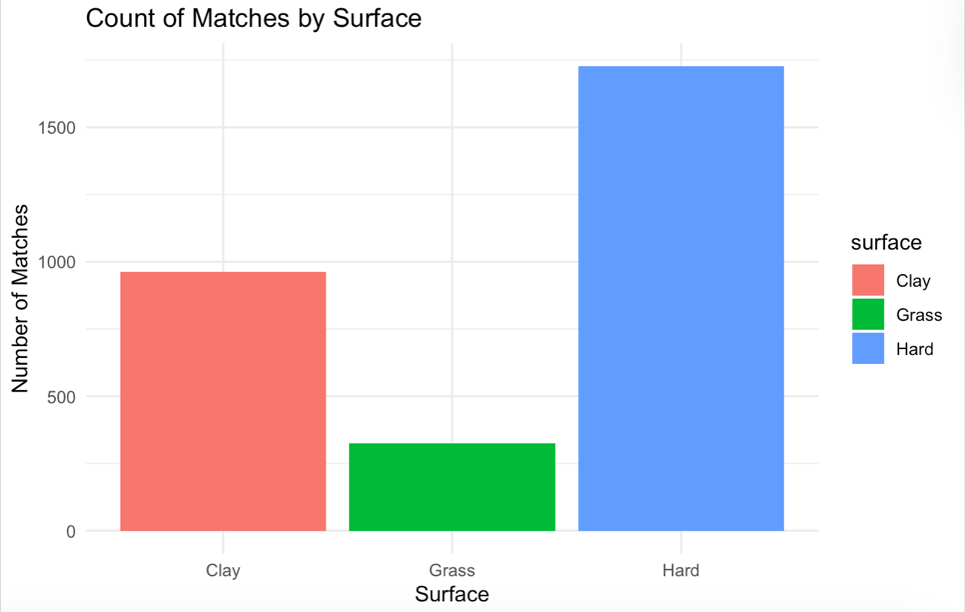 Count of Matches by Surface
Number of Matches
1500
1000
500
0
Clay
Grass
Hard
Surface
surface
Clay
Grass
Hard